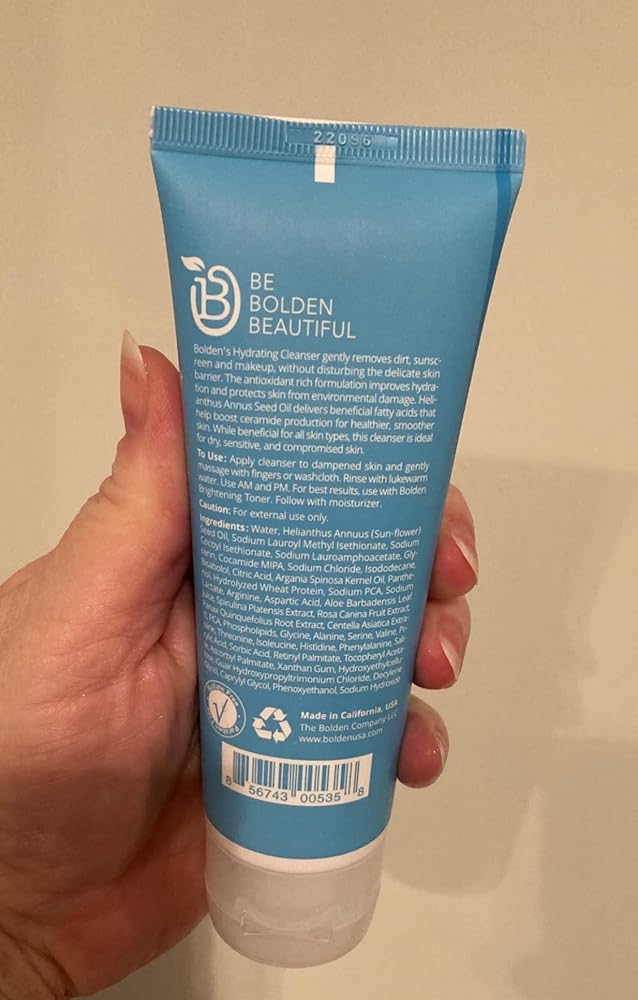 22096
BE
BOLDEN
BEAUTIFUL
Bolden's Hydrating Cleanser gently removes dirt, sunsc-
reen and makeup, without disturbing the delicate skin
barrier. The antioxidant rich formulation improves hydra-
tion and protects skin from environmental damage. Heli-
anthus Annus Seed Oil delivers beneficial fatty acids that
help boost ceramide production for healthier, smoother
skin. While beneficial for all skin types, this cleanser is ideal
for dry, sensitive, and compromised skin.
To Use: Apply cleanser to dampened skin and gently
massage with fingers or washcloth. Rinse with lukewarm
water. Use AM and PM. For best results, use with Bolden
Brightening Toner. Follow with moisturizer.
Caution: For external use only.
Ingredients: Water, Helianthus Annuus (Sun-flower)
Seed Oil, Sodium Lauroyl Methyl Isethionate, Sodium
Cocoyl Isethionate, Sodium Lauroamphoacetate, Gly-
cerin, Cocamide MIPA, Sodium Chloride, Isododecane,
Bisabolol, Citric Acid, Argania Spinosa Kernel Oil, Panthe-
nol, Hydrolyzed Wheat Protein, Sodium PCA, Sodium
Lactate, Arginine, Aspartic Acid, Aloe Barbadensis Leaf
Juice, Spirulina Platensis Extract, Rosa Canina Fruit Extract,
Panax Quinquefolius Root Extract, Centella Asiatica Extra-
ct, PCA, Phospholipids, Glycine, Alanine, Serine, Valine, Pr-
oline, Threonine, Isoleucine, Histidine, Phenylalanine, Sali-
cylic Acid, Sorbic Acid, Retinyl Palmitate, Tocopheryl Aceta-
te, Ascorbyl Palmitate, Xanthan Gum, Hydroxyethylcellul-
ose, Guar Hydroxypropyltrimonium Chloride, Decylene
Glycol, Caprylyl Glycol, Phenoxyethanol, Sodium Hydroxide
Made in California, USA
The Bolden Company LLC
www.boldenusa.com
8 56743 00535 8